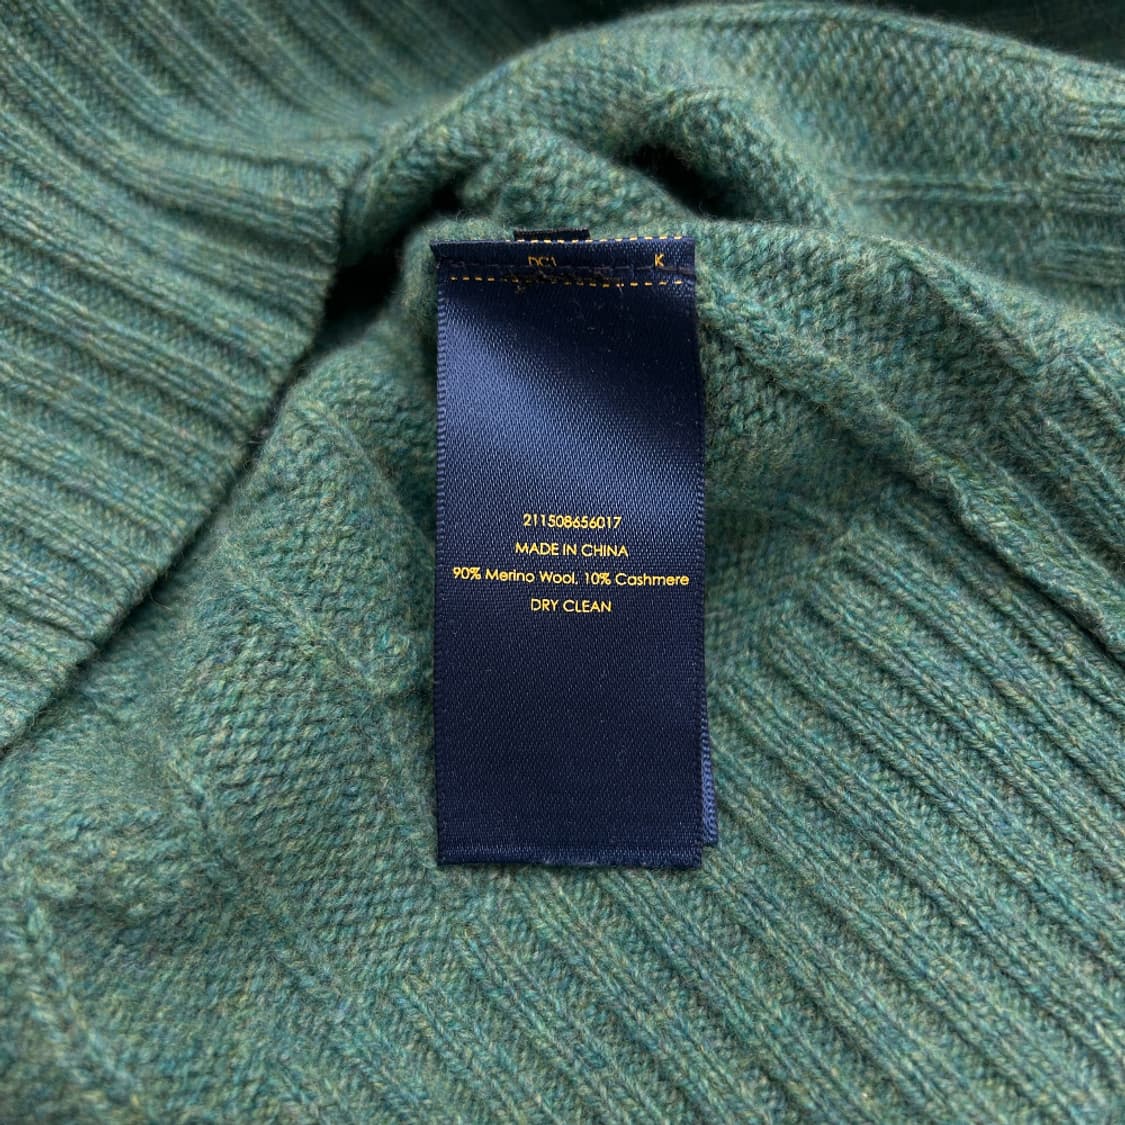 K
211508656017
MADE IN CHINA
90% Merino Wool, 10% Cashmere
DRY CLEAN